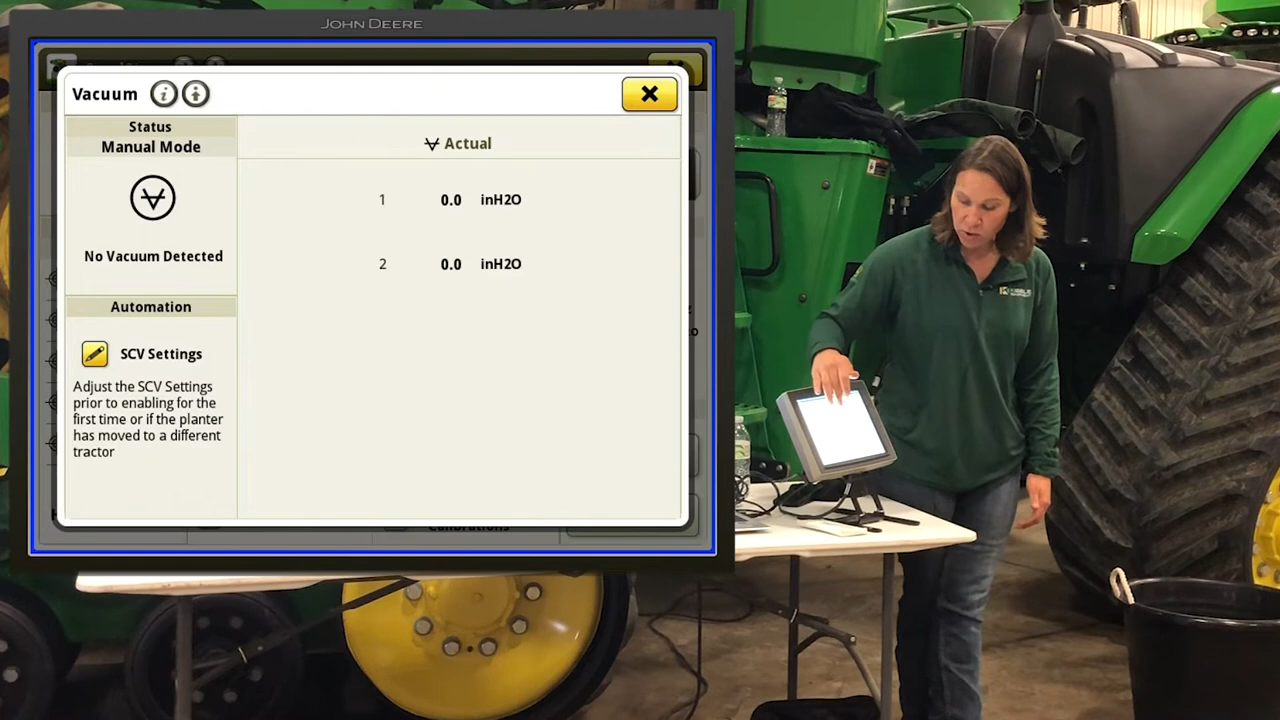 JOHN DEERE
Vacuum
Status
Manual Mode
No Vacuum Detected
Automation
SCV Settings
Adjust the SCV Settings
prior to enabling for the
first time or if the planter
has moved to a different
tractor
Actual
1 0.0 inH2O
2 0.0 inH2O
Calibrations